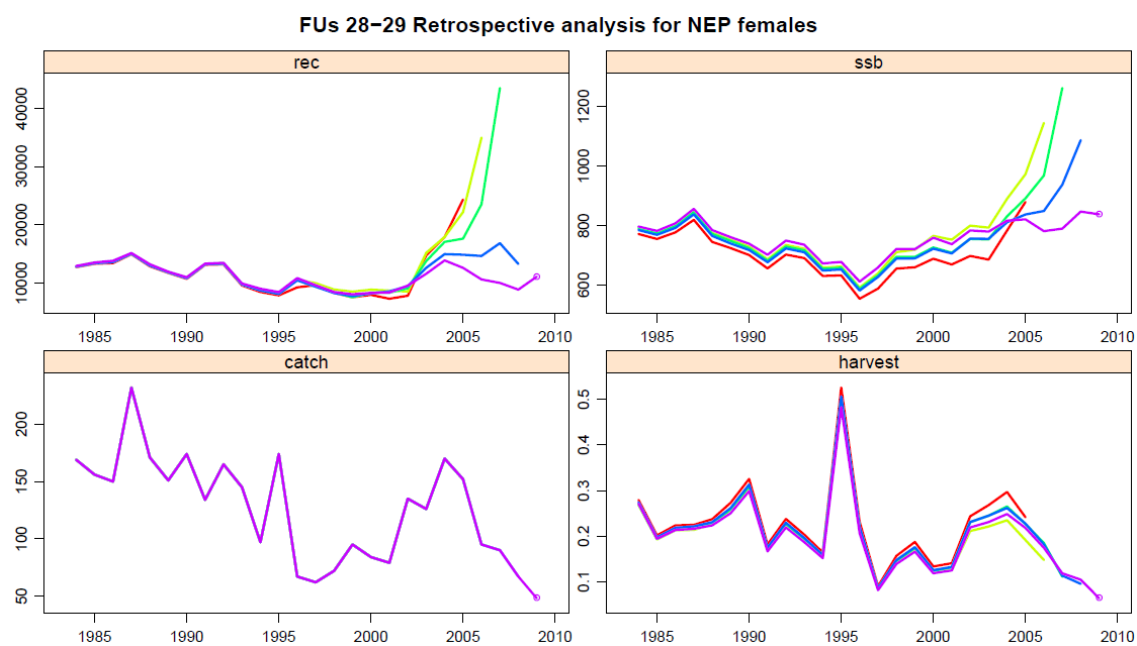 FUs 28−29 Retrospective analysis for NEP females
rec
10000 20000 30000 40000
1985 1990 1995 2000 2005 2010
ssb
600 800 1000 1200
1985 1990 1995 2000 2005 2010
catch
50 100 150 200
1985 1990 1995 2000 2005 2010
harvest
0.1 0.2 0.3 0.4 0.5
1985 1990 1995 2000 2005 2010